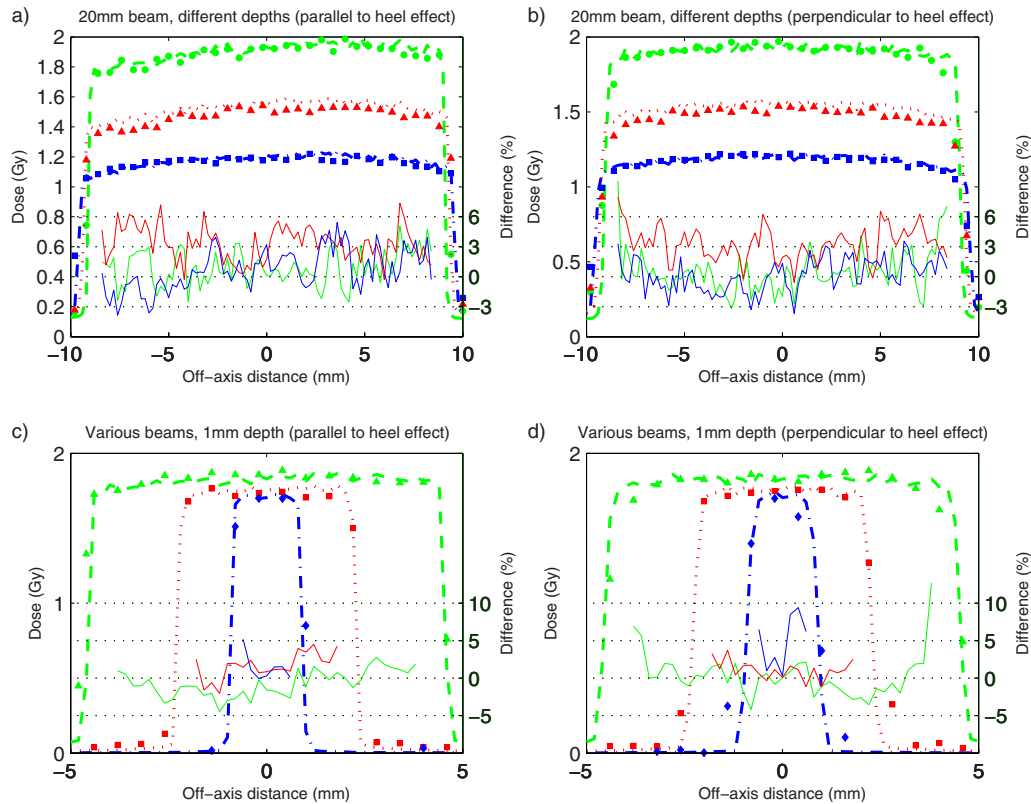 a)
20mm beam, different depths (parallel to heel effect)
2
1.8
1.6
1.4
1.2
1
0.8
0.6
0.4
0.2
0
Dose (Gy)
6
3
0
−3
Difference (%)
−10
−5
0
5
10
Off−axis distance (mm)
b)
20mm beam, different depths (perpendicular to heel effect)
2
1.5
1
0.5
0
Dose (Gy)
6
3
0
−3
Difference (%)
−10
−5
0
5
10
Off−axis distance (mm)
c)
Various beams, 1mm depth (parallel to heel effect)
2
1
0
Dose (Gy)
10
5
0
−5
Difference (%)
−5
0
5
Off−axis distance (mm)
d)
Various beams, 1mm depth (perpendicular to heel effect)
2
1
0
Dose (Gy)
10
5
0
−5
Difference (%)
−5
0
5
Off−axis distance (mm)